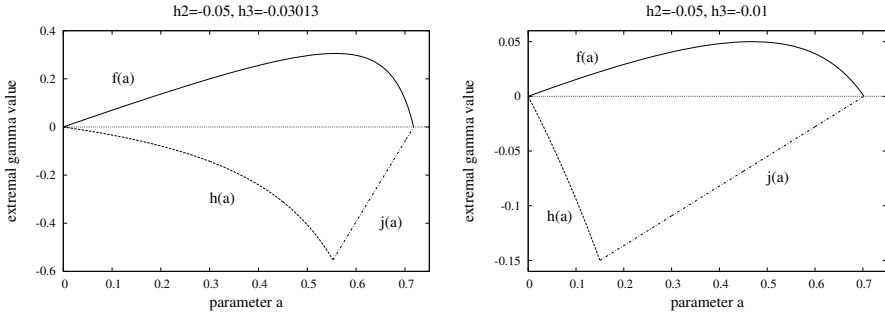 h2=-0.05, h3=-0.03013
0.4
0.2
0
-0.2
-0.4
-0.6
extremal gamma value
f(a)
h(a)
j(a)
0 0.1 0.2 0.3 0.4 0.5 0.6 0.7
parameter a
h2=-0.05, h3=-0.01
0.05
0
-0.05
-0.1
-0.15
extremal gamma value
f(a)
h(a)
j(a)
0 0.1 0.2 0.3 0.4 0.5 0.6 0.7
parameter a